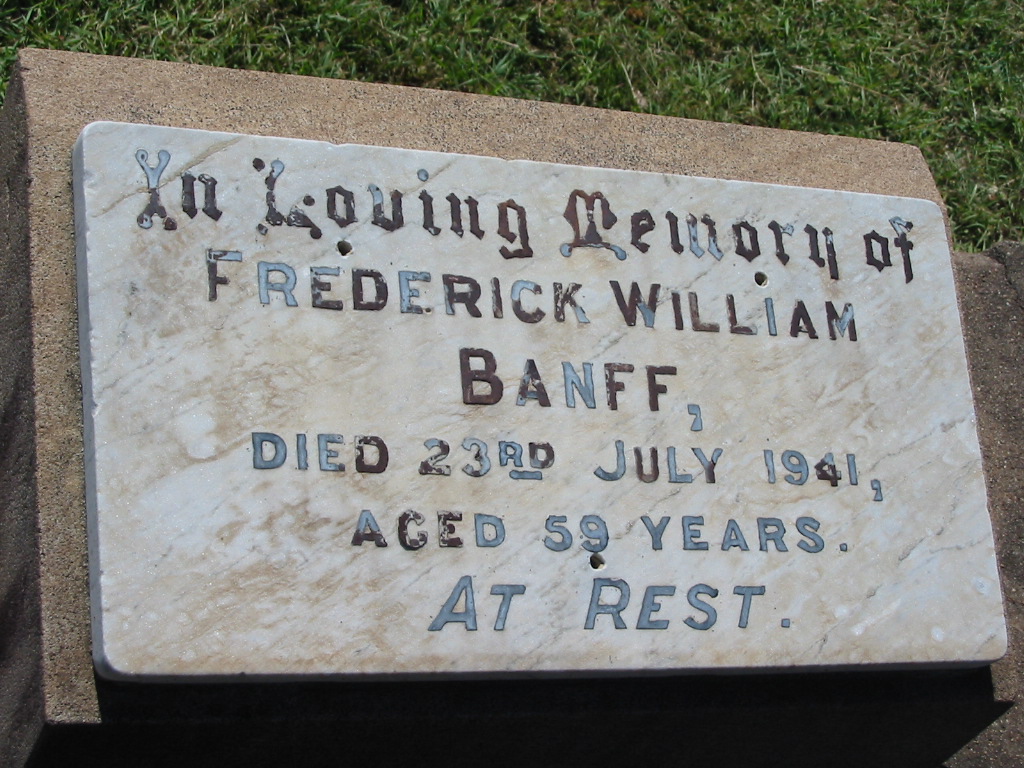 In Loving Memory of
FREDERICK WILLIAM
BANFF,
DIED 23RD JULY 1941,
AGED 59 YEARS.
AT REST.